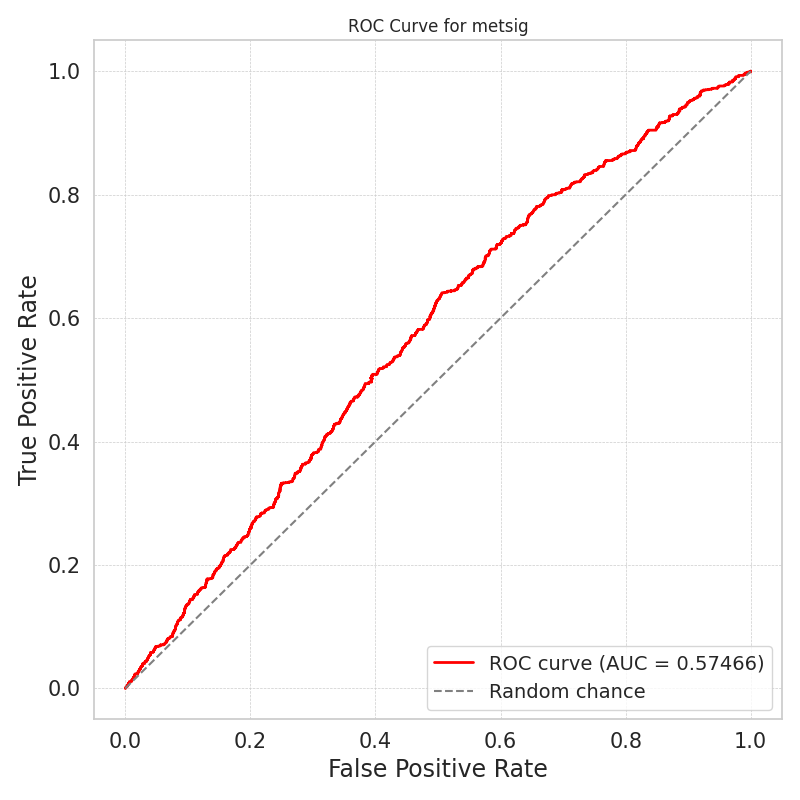 ROC Curve for metsig
True Positive Rate
1.0
0.8
0.6
0.4
0.2
0.0
ROC curve (AUC = 0.57466)
Random chance
0.0 0.2 0.4 0.6 0.8 1.0
False Positive Rate